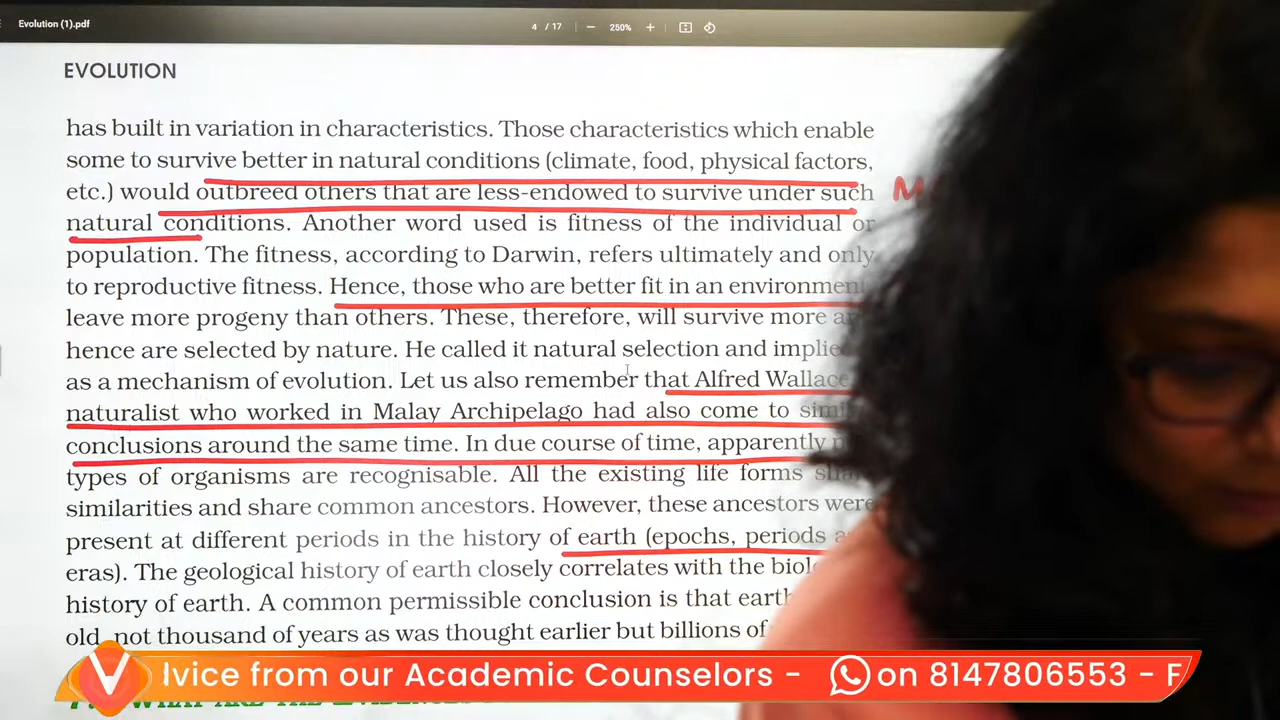 Evolution (1).pdf
4 / 17
250%
EVOLUTION
has built in variation in characteristics. Those characteristics which enable
some to survive better in natural conditions (climate, food, physical factors,
etc.) would outbreed others that are less-endowed to survive under such
natural conditions. Another word used is fitness of the individual or
population. The fitness, according to Darwin, refers ultimately and only
to reproductive fitness. Hence, those who are better fit in an environment
leave more progeny than others. These, therefore, will survive more
hence are selected by nature. He called it natural selection and
as a mechanism of evolution. Let us also remember that Alfred Wallace
naturalist who worked in Malay Archipelago had also come to
conclusions around the same time. In due course of time, apparently
types of organisms are recognisable. All the existing life forms
similarities and share common ancestors. However, these ancestors were
present at different periods in the history of earth (epochs, periods
eras). The geological history of earth closely correlates with the
history of earth. A common permissible conclusion is that
old, not thousand of years as was thought earlier but billions of
V
lvice from our Academic Counselors - on 8147806553 - F